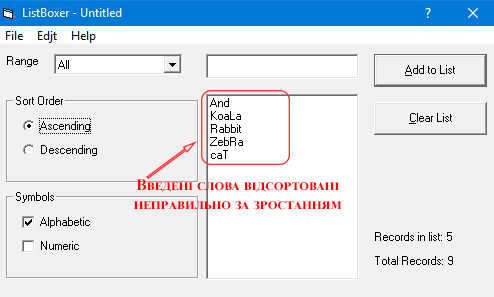 ListBoxer - Untitled
?
File Edjt Help
Range
All
Add to List
Sort Order
Ascending
Descending
And
KoaLa
Rabbit
ZebRa
caT
Clear List
Введені слова відсортовані
неправильно за зростанням
Symbols
Alphabetic
Numeric
Records in list: 5
Total Records: 9